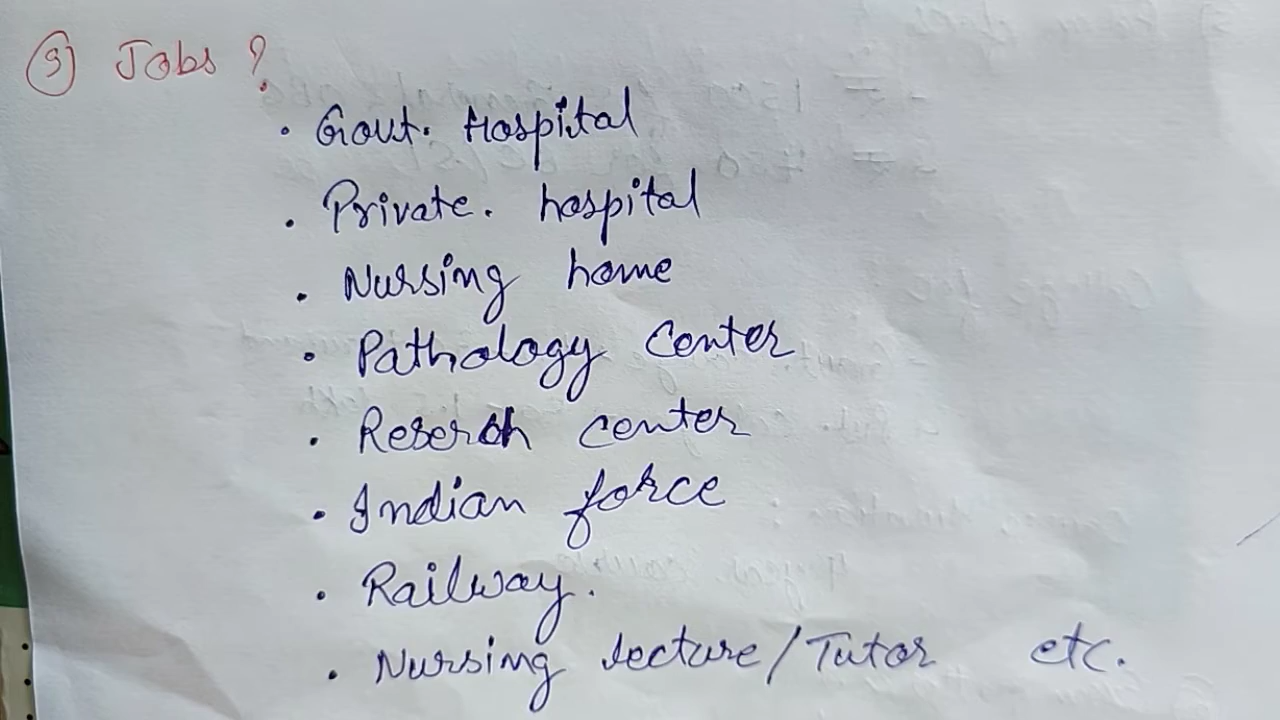 9) Jobs ?
• Govt. Hospital
• Private. hospital
• Nursing home
• Pathology Center
• Reserch center
• Indian force
• Railway.
• Nursing lecture/Tutor etc.